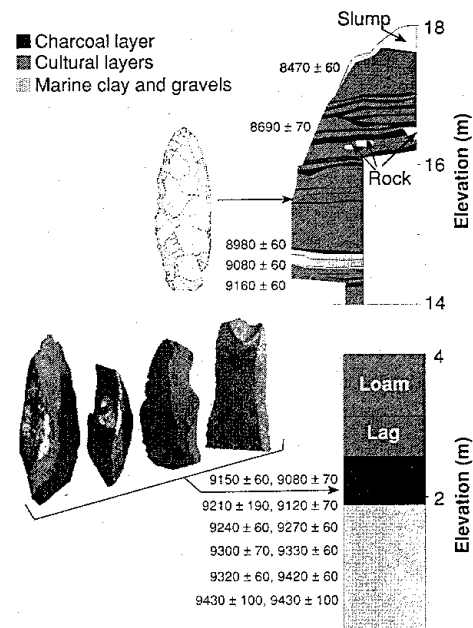 Slump
18
Charcoal layer
Cultural layers
Marine clay and gravels
8470 ± 60
8690 ± 70
16
Rock
Elevation (m)
8980 ± 60
9080 ± 60
9160 ± 60
14
4
Loam
Lag
9150 ± 60, 9080 ± 70
2
9210 ± 190, 9120 ± 70
9240 ± 60, 9270 ± 60
9300 ± 70, 9330 ± 60
9320 ± 60, 9420 ± 60
9430 ± 100, 9430 ± 100
Elevation (m)